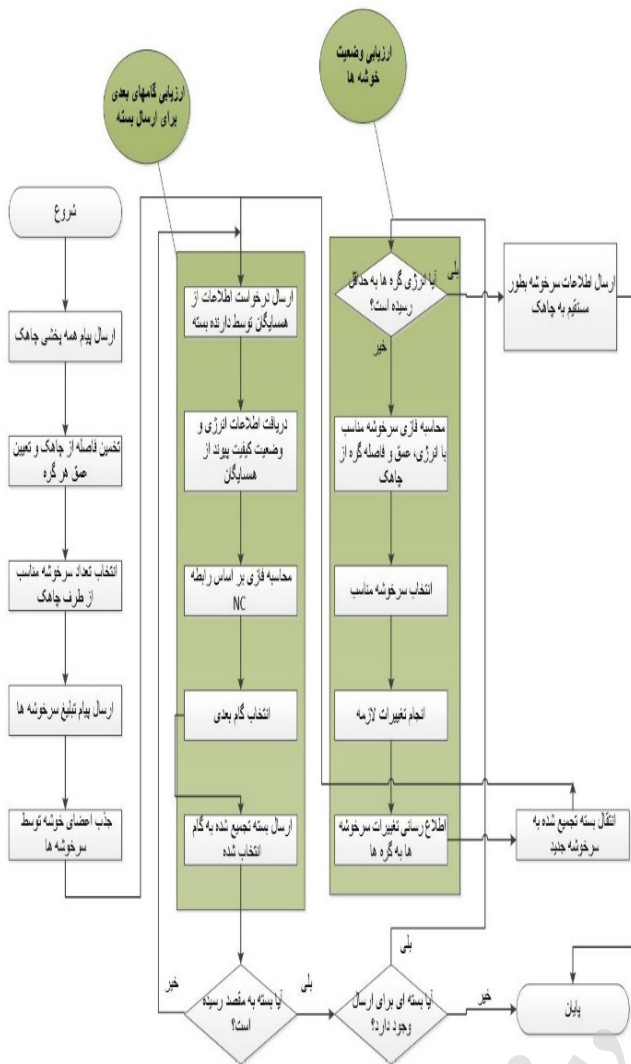 ارزیابی وضعیت
خوشه ها
ارزیابی گامهای بعدی
برای ارسال بسته
شروع
ارسال پیام همه پخشی چاهک
تخمین فاصله از چاهک و تعیین
عمق هر گره
انتخاب تعداد سرخوشه مناسب
از طرف چاهک
ارسال پیام تبلیغ سرخوشه ها
جذب اعضای خوشه توسط
سرخوشه ها
ارسال درخواست اطلاعات از
همسایگان توسط دارنده بسته
دریافت اطلاعات انرژی و
وضعیت کیفیت پیوند از
همسایگان
محاسبه فازی بر اساس رابطه
NC
انتخاب گام بعدی
ارسال بسته تجمیع شده به گام
انتخاب شده
آیا بسته به مقصد رسیده
است؟
خیر
بلی
آیا بسته ای برای ارسال
وجود دارد؟
بلی
خیر
آیا انرژی گره ها به حداقل
رسیده است؟
بلی
خیر
ارسال اطلاعات سرخوشه بطور
مستقیم به چاهک
محاسبه فازی سرخوشه مناسب
با انرژی، عمق و فاصله گره از
چاهک
انتخاب سرخوشه مناسب
انجام تغییرات لازمه
اطلاع رسانی تغییرات سرخوشه
ها به گره ها
انتقال بسته تجمیع شده به
سرخوشه جدید
پایان